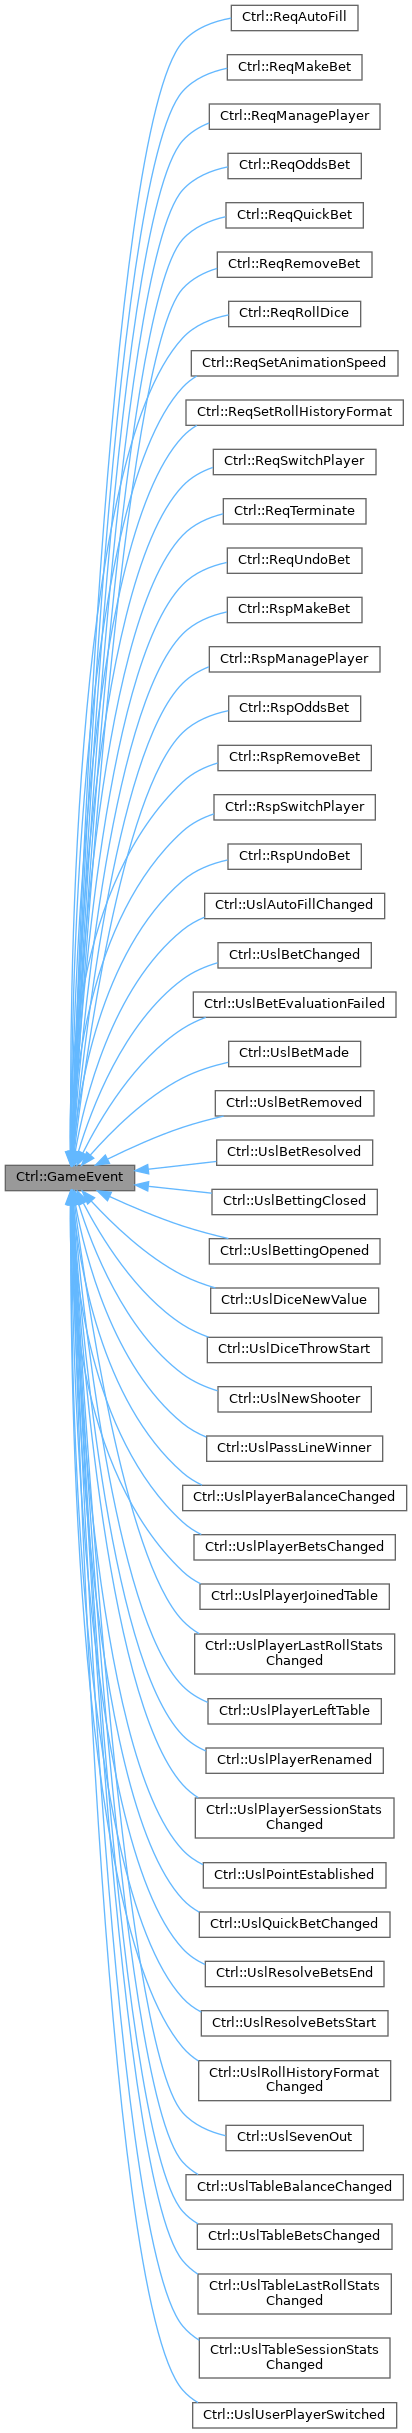 Ctrl::ReqAutoFill
Ctrl::ReqMakeBet
Ctrl::ReqManagePlayer
Ctrl::ReqOddsBet
Ctrl::ReqQuickBet
Ctrl::ReqRemoveBet
Ctrl::ReqRollDice
Ctrl::ReqSetAnimationSpeed
Ctrl::ReqSetRollHistoryFormat
Ctrl::ReqSwitchPlayer
Ctrl::ReqTerminate
Ctrl::ReqUndoBet
Ctrl::RspMakeBet
Ctrl::RspManagePlayer
Ctrl::RspOddsBet
Ctrl::RspRemoveBet
Ctrl::RspSwitchPlayer
Ctrl::RspUndoBet
Ctrl::UslAutoFillChanged
Ctrl::UslBetChanged
Ctrl::UslBetEvaluationFailed
Ctrl::UslBetMade
Ctrl::UslBetRemoved
Ctrl::UslBetResolved
Ctrl::GameEvent
Ctrl::UslBettingClosed
Ctrl::UslBettingOpened
Ctrl::UslDiceNewValue
Ctrl::UslDiceThrowStart
Ctrl::UslNewShooter
Ctrl::UslPassLineWinner
Ctrl::UslPlayerBalanceChanged
Ctrl::UslPlayerBetsChanged
Ctrl::UslPlayerJoinedTable
Ctrl::UslPlayerLastRollStats
Changed
Ctrl::UslPlayerLeftTable
Ctrl::UslPlayerRenamed
Ctrl::UslPlayerSessionStats
Changed
Ctrl::UslPointEstablished
Ctrl::UslQuickBetChanged
Ctrl::UslResolveBetsEnd
Ctrl::UslResolveBetsStart
Ctrl::UslRollHistoryFormat
Changed
Ctrl::UslSevenOut
Ctrl::UslTableBalanceChanged
Ctrl::UslTableBetsChanged
Ctrl::UslTableLastRollStats
Changed
Ctrl::UslTableSessionStats
Changed
Ctrl::UslUserPlayerSwitched